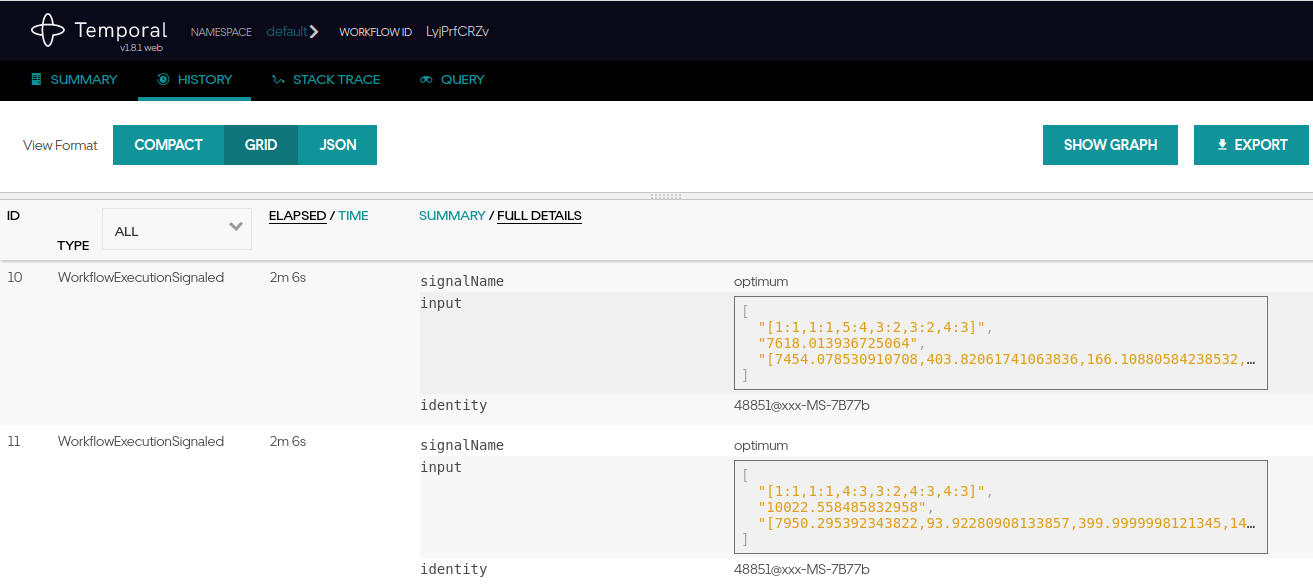 Temporal
v1.8.1 web
NAMESPACE default WORKFLOW ID LyjPrfCRZv
SUMMARY HISTORY STACK TRACE QUERY
View Format COMPACT GRID JSON SHOW GRAPH EXPORT
ID TYPE ALL ELAPSED / TIME SUMMARY / FULL DETAILS
10 WorkflowExecutionSignaled 2m 6s signalName optimum
input [
"[1:1,1:1,5:4,3:2,3:2,4:3]",
"7618.013936725064",
"[7454.078530910708,403.82061741063836,166.10880584238532,…
]
identity 48851@xxx-MS-7B77b
11 WorkflowExecutionSignaled 2m 6s signalName optimum
input [
"[1:1,1:1,4:3,3:2,4:3,4:3]",
"10022.558485832958",
"[7950.295392343822,93.92280908133857,399.9999998121345,14…
]
identity 48851@xxx-MS-7B77b